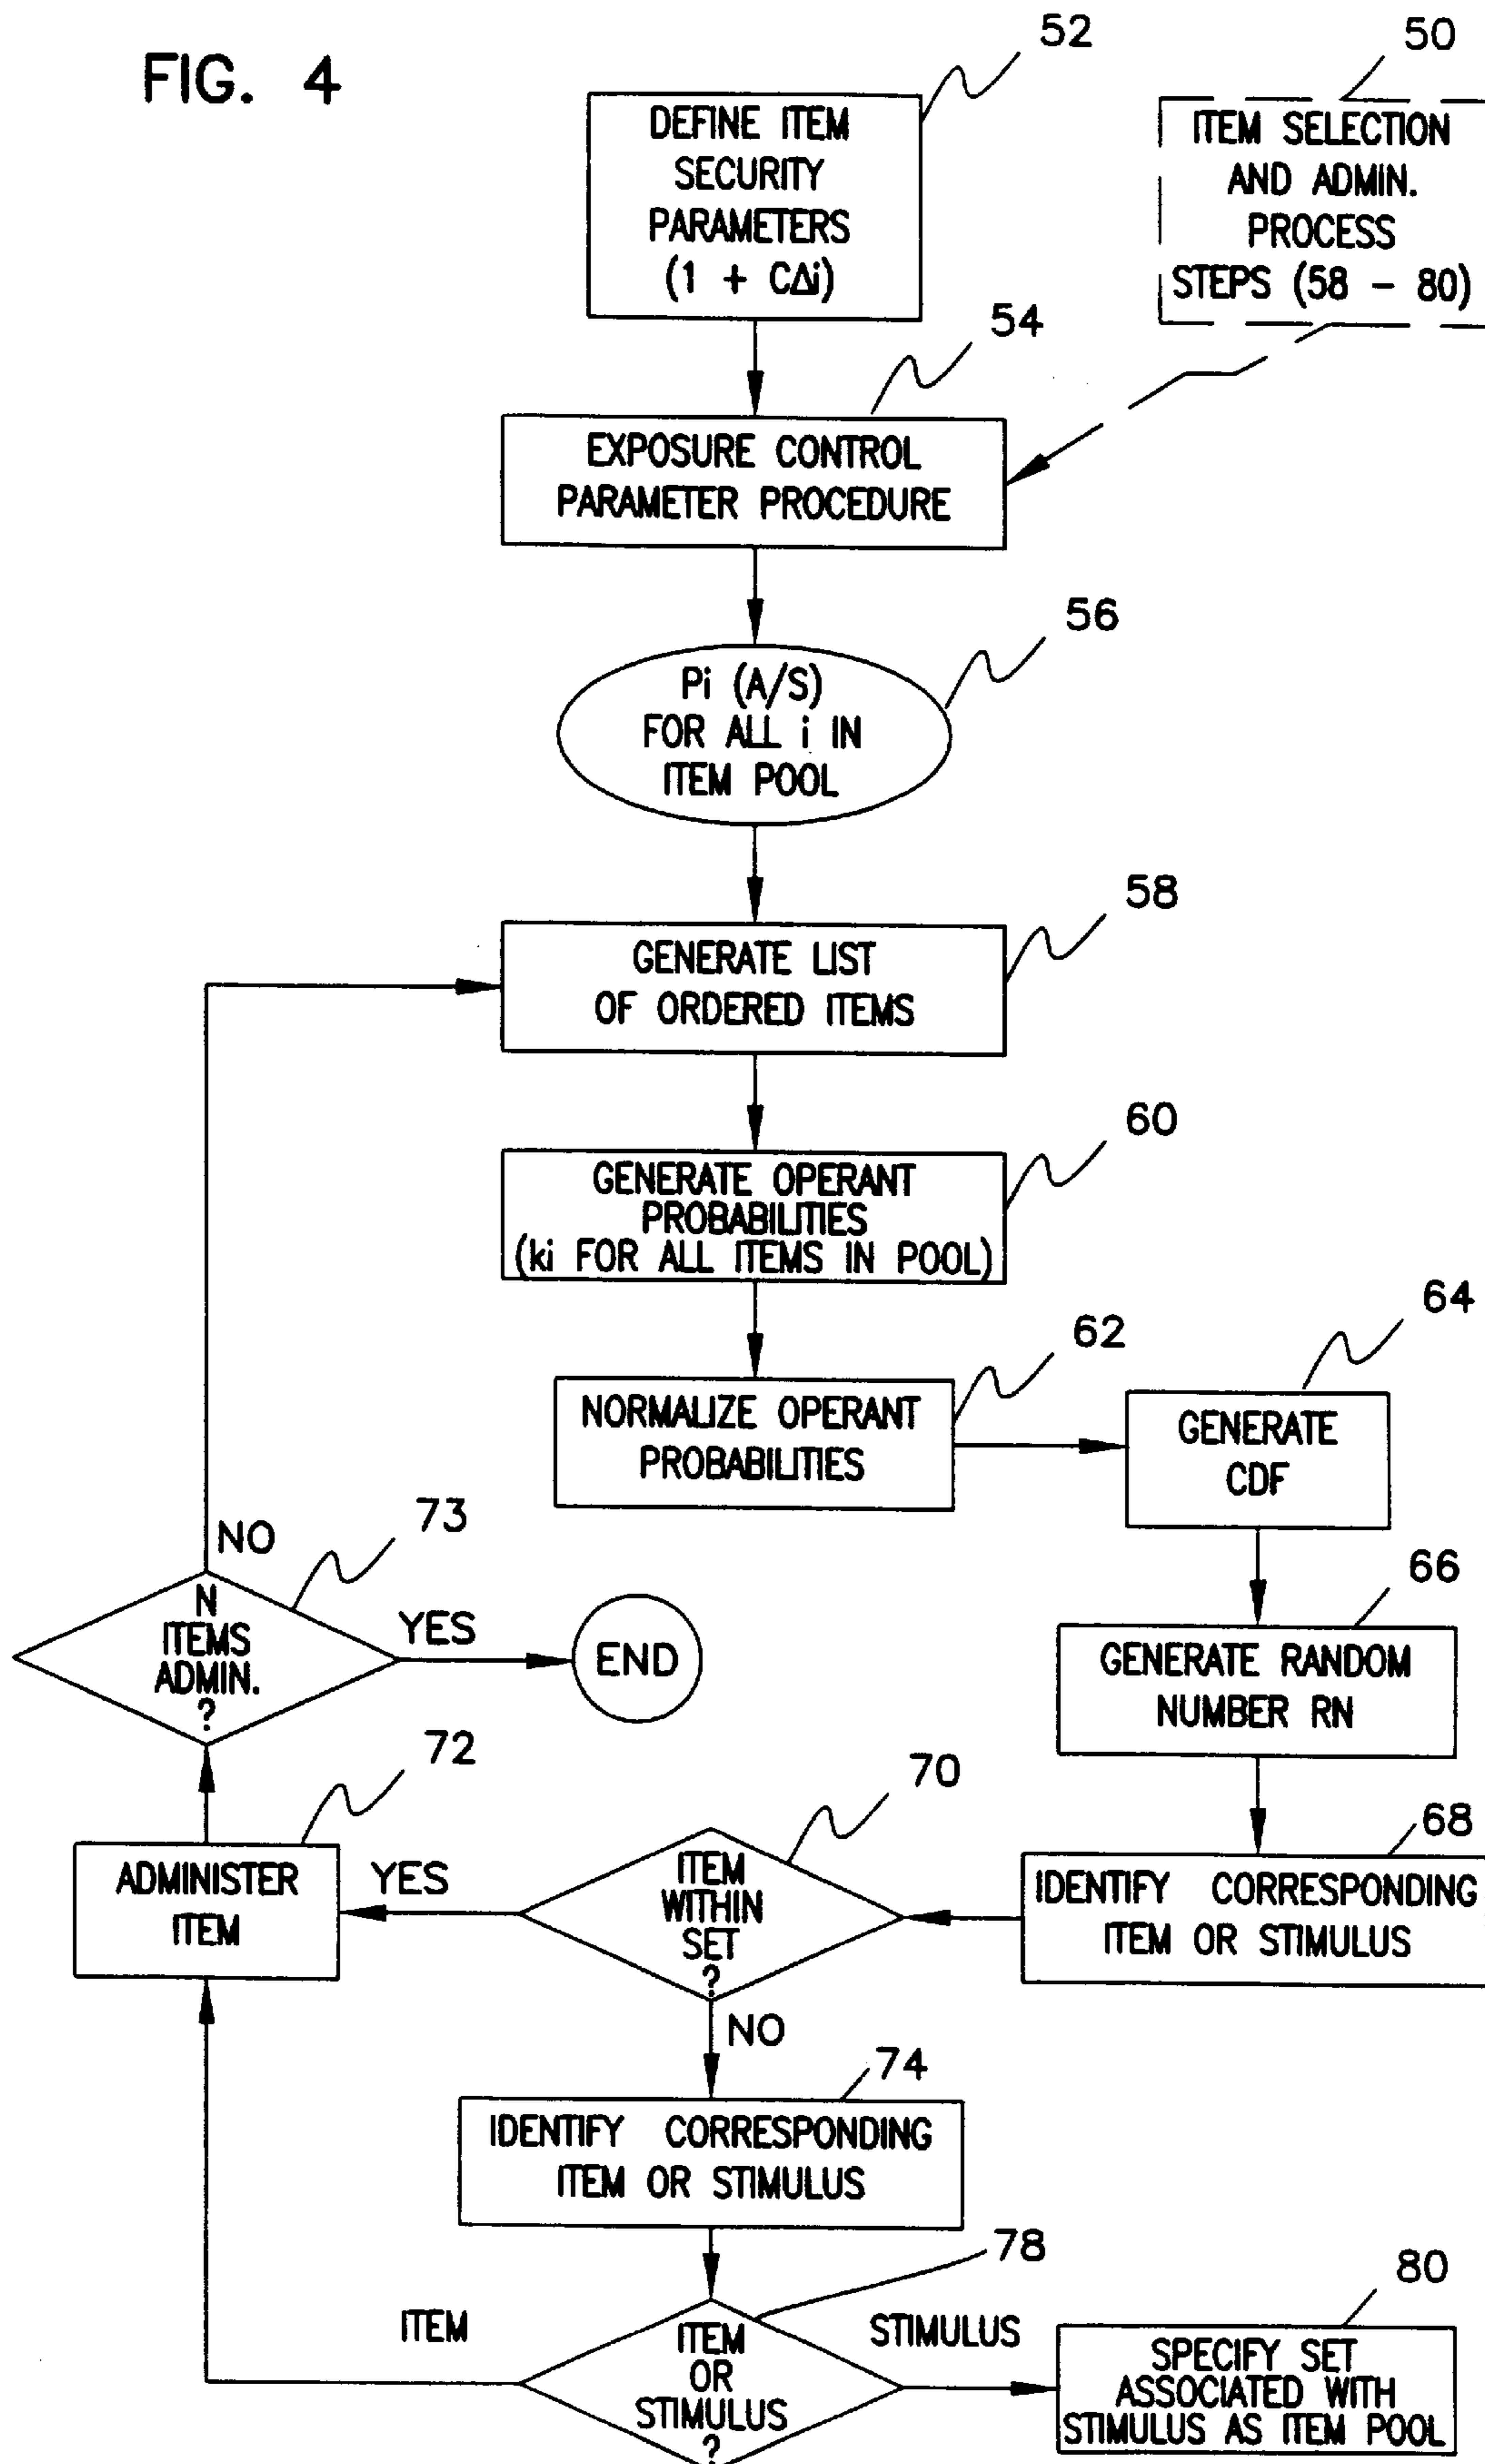 FIG. 4
52
50
DEFINE ITEM
SECURITY
PARAMETERS
(1 + CΔi)
ITEM SELECTION
AND ADMIN.
PROCESS
STEPS (58 - 80)
54
EXPOSURE CONTROL
PARAMETER PROCEDURE
56
Pi (A/S)
FOR ALL i IN
ITEM POOL
58
GENERATE LIST
OF ORDERED ITEMS
60
GENERATE OPERANT
PROBABILITIES
(ki FOR ALL ITEMS IN POOL)
62
64
NORMALIZE OPERANT
PROBABILITIES
GENERATE
CDF
73
NO
66
N
ITEMS
ADMIN.
?
YES
END
GENERATE RANDOM
NUMBER RN
72
70
68
ADMINISTER
ITEM
YES
ITEM
WITHIN
SET
?
IDENTIFY CORRESPONDING
ITEM OR STIMULUS
NO
74
IDENTIFY CORRESPONDING
ITEM OR STIMULUS
78
80
ITEM
ITEM
OR
STIMULUS
?
STIMULUS
SPECIFY SET
ASSOCIATED WITH
STIMULUS AS ITEM POOL